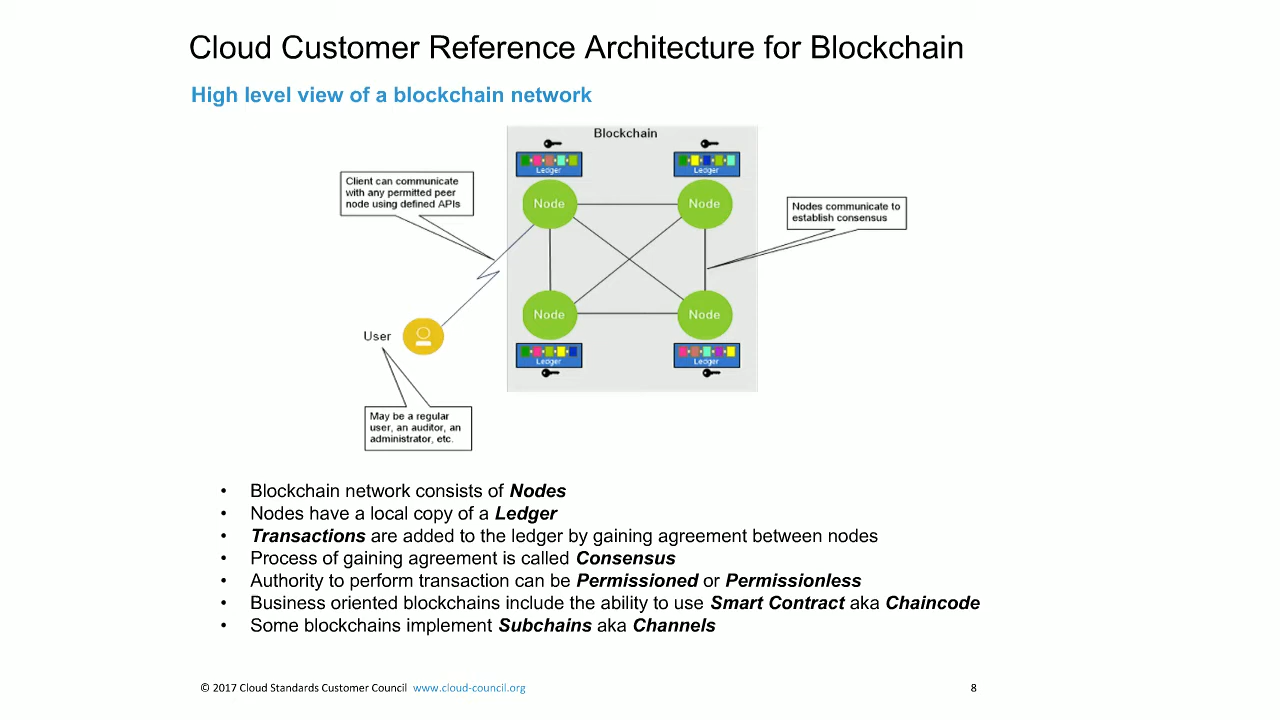 Cloud Customer Reference Architecture for Blockchain
High level view of a blockchain network
Blockchain
Ledger
Ledger
Client can communicate
with any permitted peer
node using defined APIs
Node
Node
Nodes communicate to
establish consensus
Node
Node
User
Ledger
Ledger
May be a regular
user, an auditor, an
administrator, etc.
• Blockchain network consists of Nodes
• Nodes have a local copy of a Ledger
• Transactions are added to the ledger by gaining agreement between nodes
• Process of gaining agreement is called Consensus
• Authority to perform transaction can be Permissioned or Permissionless
• Business oriented blockchains include the ability to use Smart Contract aka Chaincode
• Some blockchains implement Subchains aka Channels
© 2017 Cloud Standards Customer Council www.cloud-council.org
8